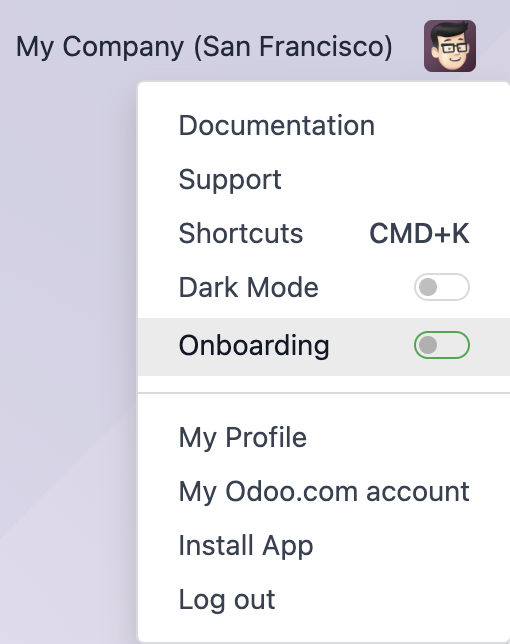 My Company (San Francisco)
Documentation
Support
Shortcuts CMD+K
Dark Mode
Onboarding
My Profile
My Odoo.com account
Install App
Log out